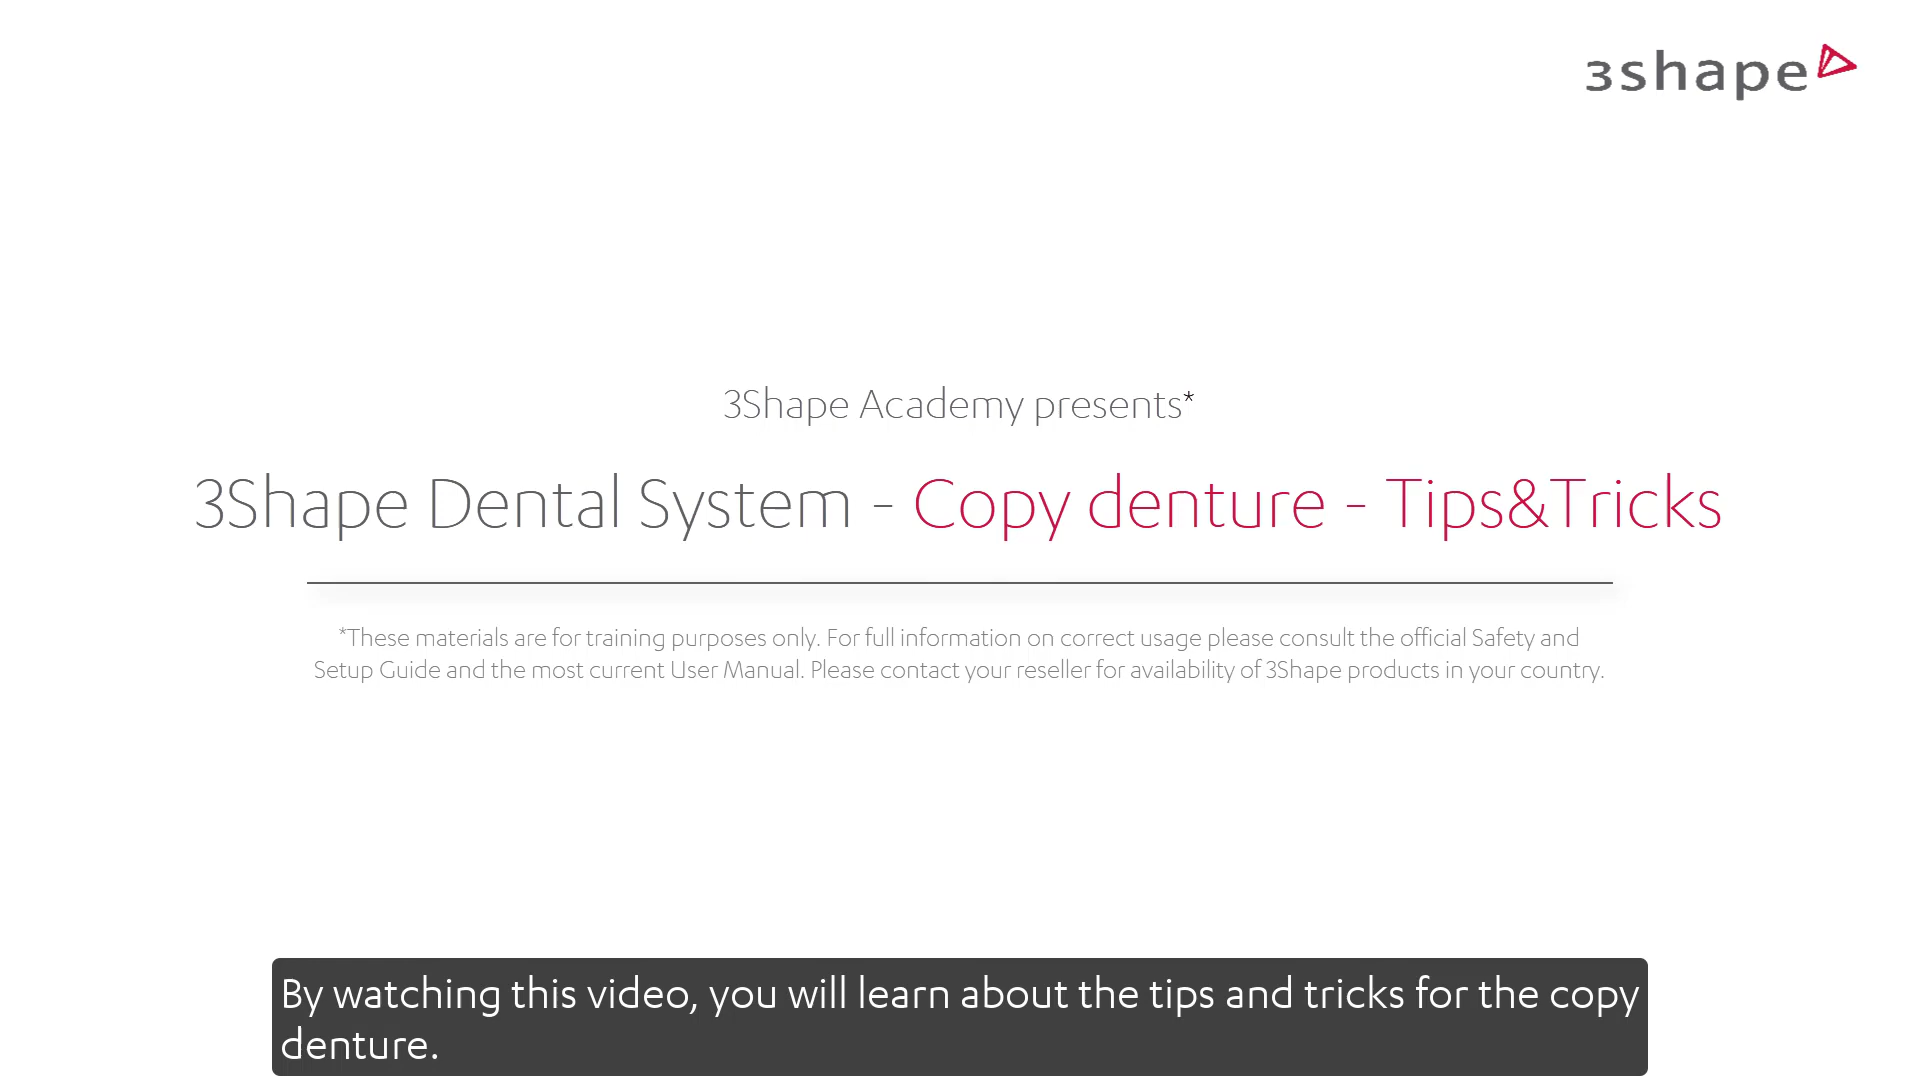 3shape
3Shape Academy presents*
3Shape Dental System - Copy denture - Tips&Tricks
*These materials are for training purposes only. For full information on correct usage please consult the official Safety and
Setup Guide and the most current User Manual. Please contact your reseller for availability of 3Shape products in your country.
By watching this video, you will learn about the tips and tricks for the copy
denture.